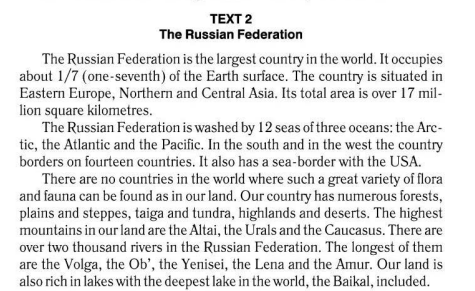 TEXT 2
The Russian Federation
The Russian Federation is the largest country in the world. It occupies
about 1/7 (one-seventh) of the Earth surface. The country is situated in
Eastern Europe, Northern and Central Asia. Its total area is over 17 mil-
lion square kilometres.
The Russian Federation is washed by 12 seas of three oceans: the Arc-
tic, the Atlantic and the Pacific. In the south and in the west the country
borders on fourteen countries. It also has a sea-border with the USA.
There are no countries in the world where such a great variety of flora
and fauna can be found as in our land. Our country has numerous forests,
plains and steppes, taiga and tundra, highlands and deserts. The highest
mountains in our land are the Altai, the Urals and the Caucasus. There are
over two thousand rivers in the Russian Federation. The longest of them
are the Volga, the Ob’, the Yenisei, the Lena and the Amur. Our land is
also rich in lakes with the deepest lake in the world, the Baikal, included.